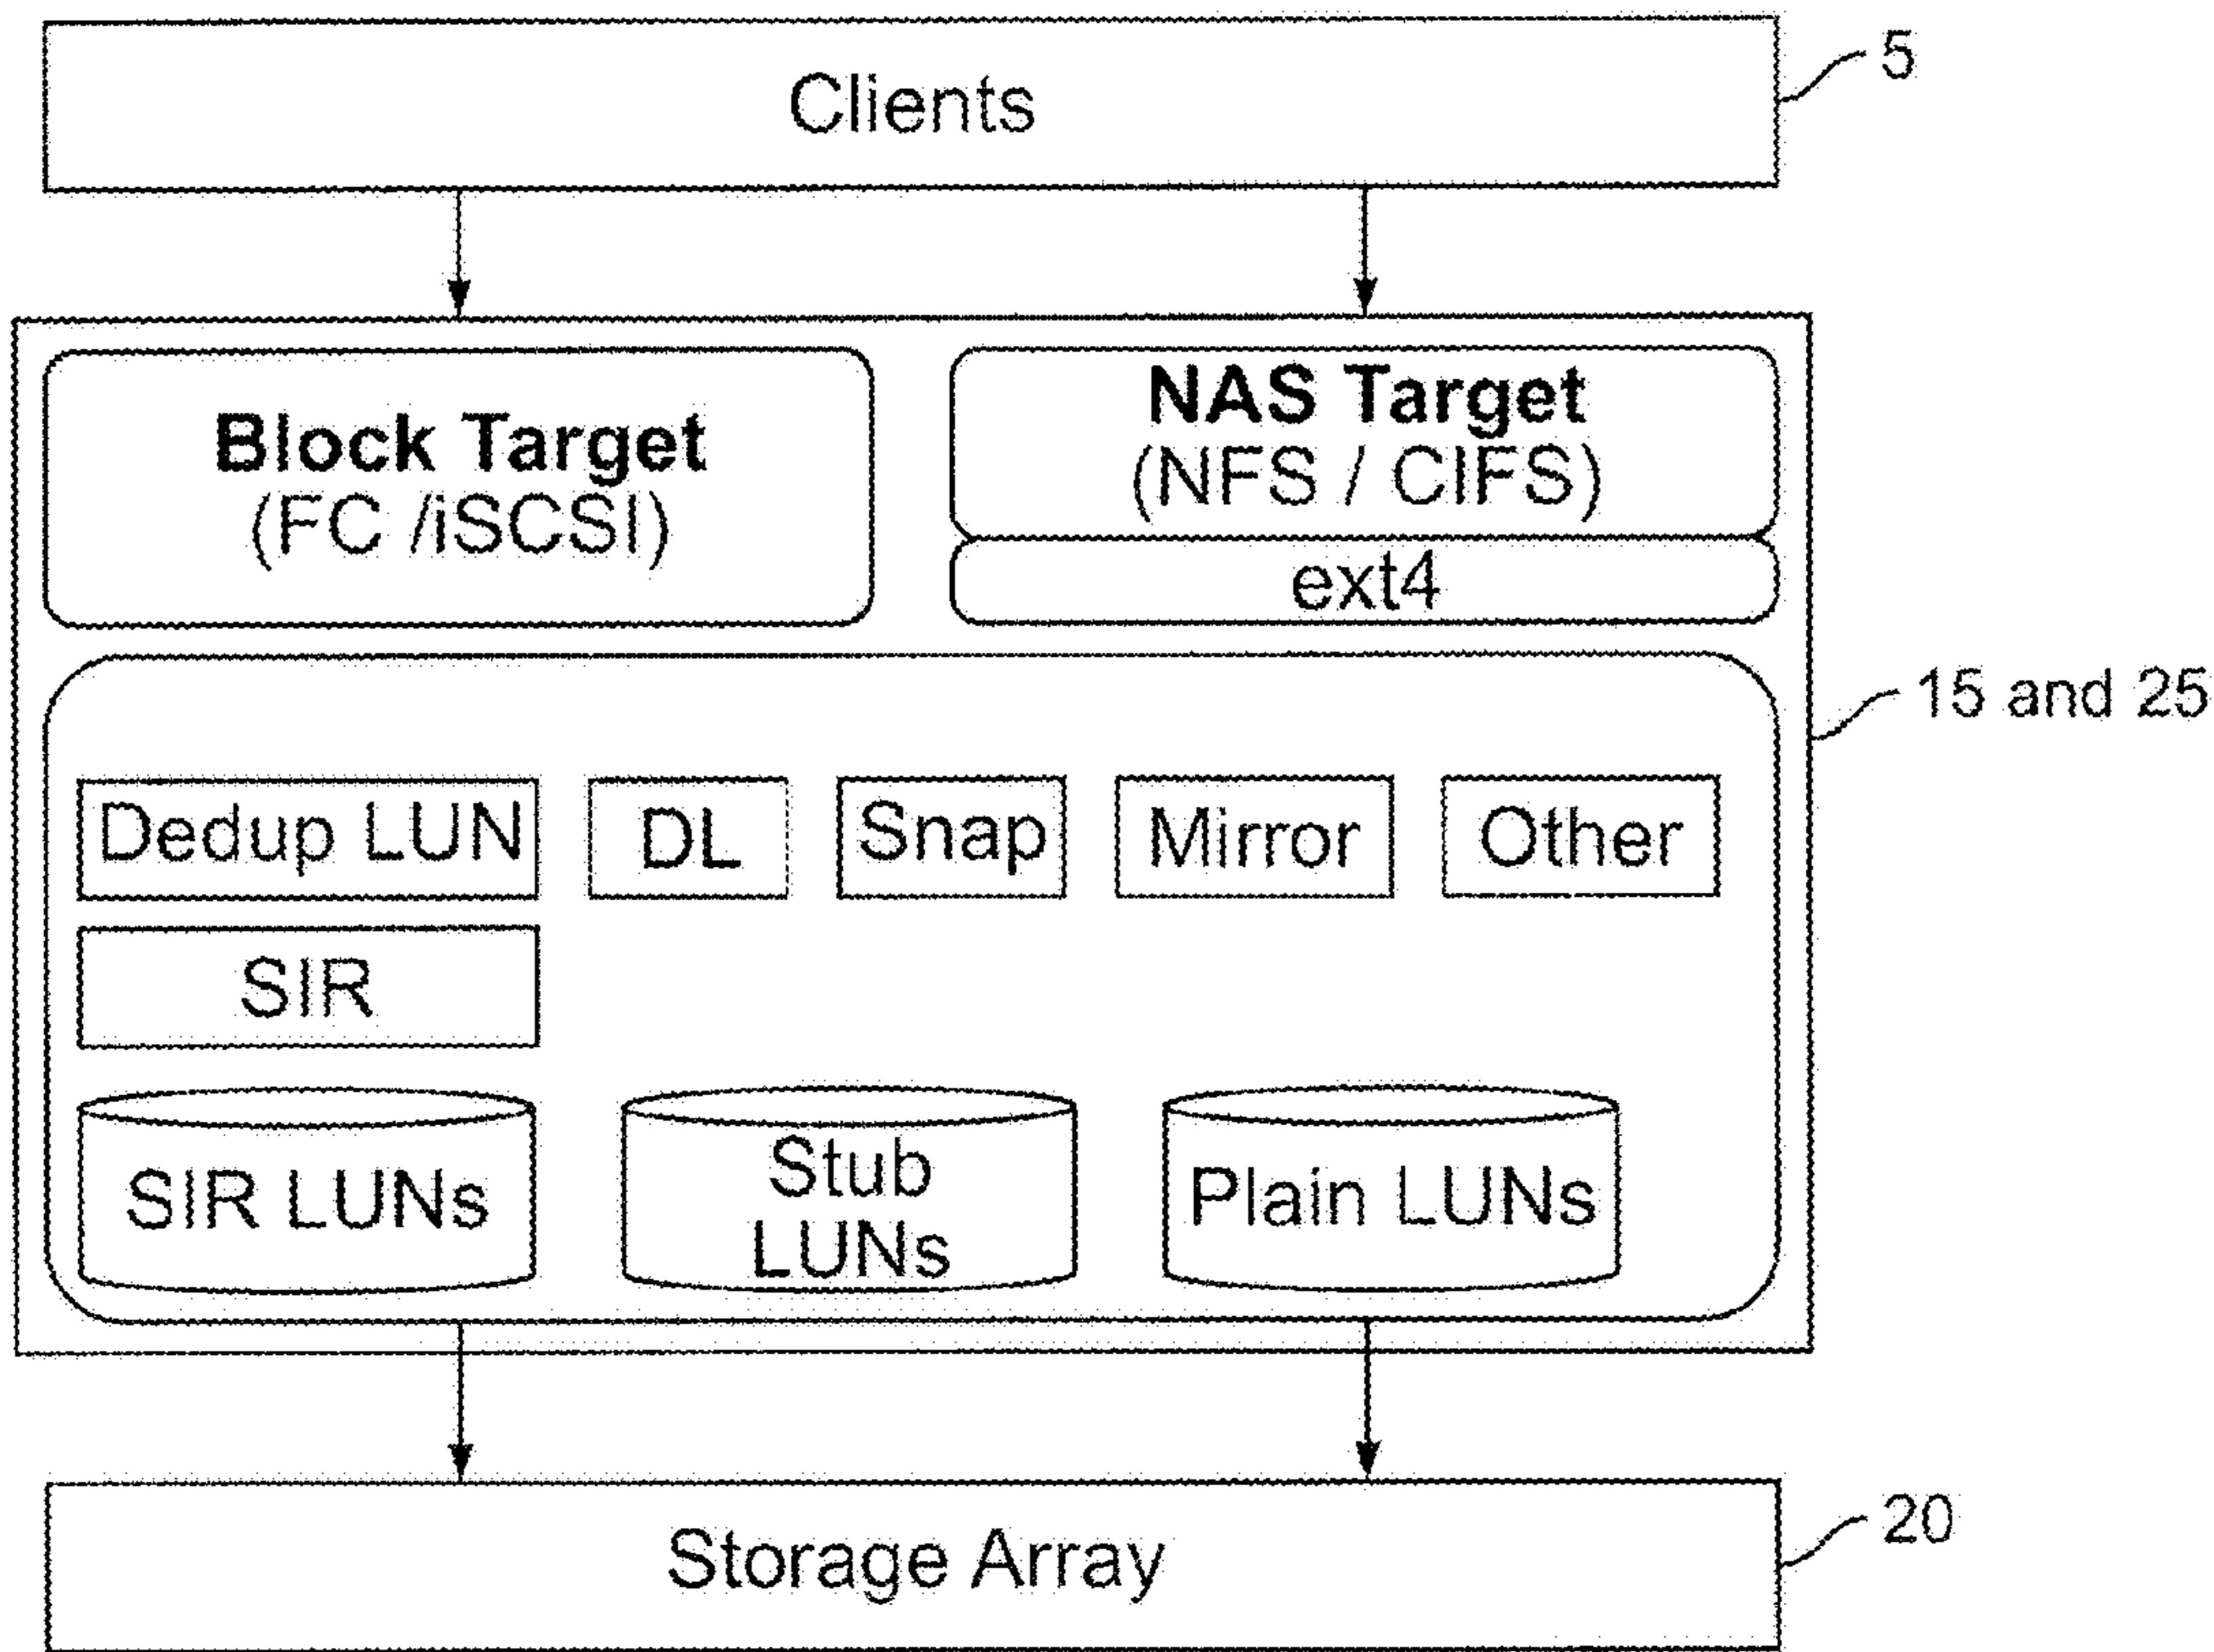 Clients
5
Block Target
(FC /iSCSI)
NAS Target
(NFS / CIFS)
ext4
15 and 25
Dedup LUN
DL
Snap
Mirror
Other
SIR
SIR LUNs
Stub
LUNs
Plain LUNs
Storage Array
20